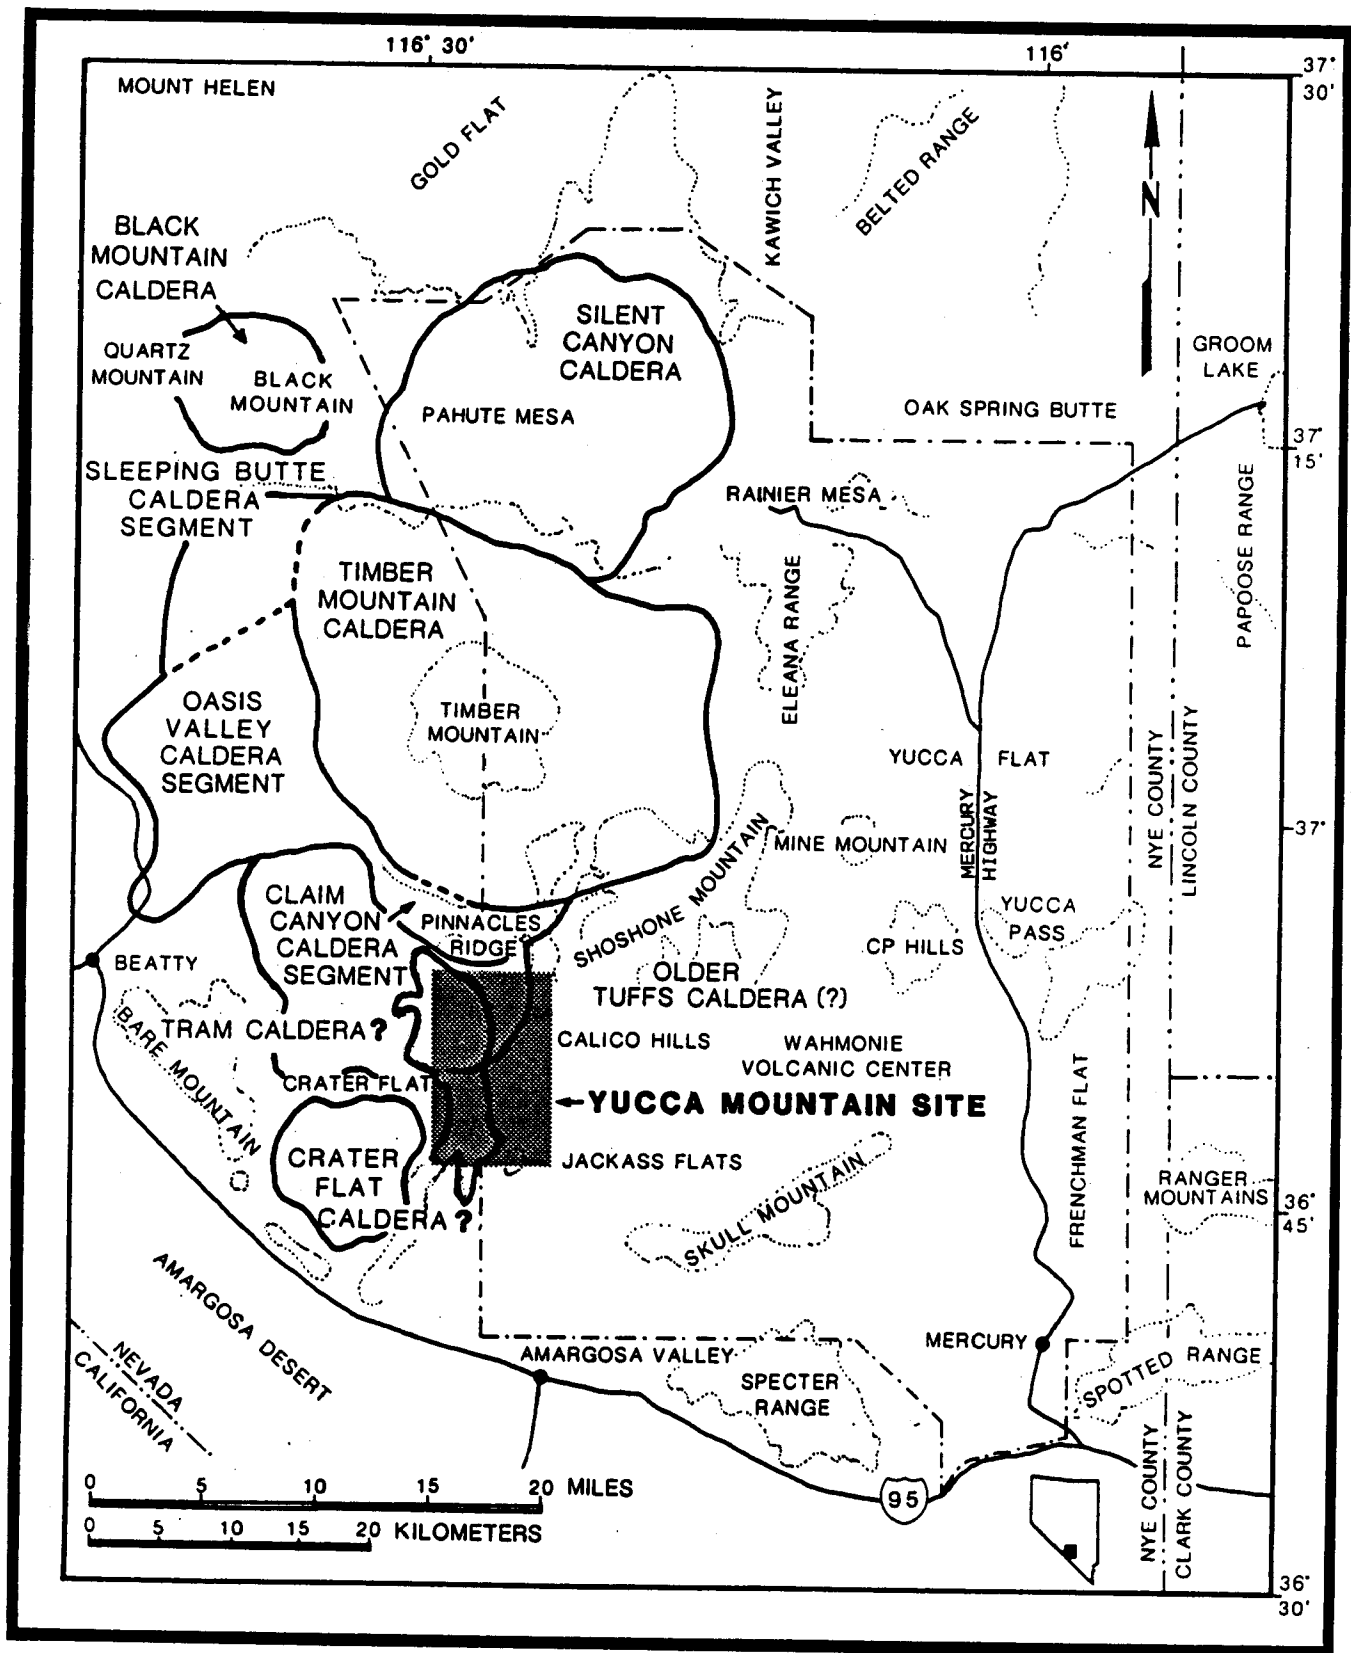 116° 30'
116'
37°
30'
MOUNT HELEN
GOLD FLAT
KAWICH VALLEY
BELTED RANGE
N
BLACK
MOUNTAIN
CALDERA
QUARTZ
MOUNTAIN
BLACK
MOUNTAIN
SILENT
CANYON
CALDERA
PAHUTE MESA
GROOM
LAKE
OAK SPRING BUTTE
37°
15'
SLEEPING BUTTE
CALDERA
SEGMENT
RAINIER MESA
PAPOOSE RANGE
TIMBER
MOUNTAIN
CALDERA
ELEANA RANGE
OASIS
VALLEY
CALDERA
SEGMENT
TIMBER
MOUNTAIN
YUCCA FLAT
NYE COUNTY
LINCOLN COUNTY
MERCURY
HIGHWAY
37°
MINE MOUNTAIN
SHOSHONE MOUNTAIN
CLAIM
CANYON
CALDERA
SEGMENT
PINNACLES
RIDGE
YUCCA
PASS
CP HILLS
BEATTY
OLDER
TUFFS CALDERA (?)
TRAM CALDERA ?
BARE MOUNTAIN
CALICO HILLS
WAHMONIE
VOLCANIC CENTER
CRATER FLAT
YUCCA MOUNTAIN SITE
FRENCHMAN FLAT
CRATER
FLAT
CALDERA ?
JACKASS FLATS
SKULL MOUNTAIN
RANGER
MOUNTAINS
36°
45'
AMARGOSA DESERT
NEVADA
CALIFORNIA
AMARGOSA VALLEY
MERCURY
SPECTER
RANGE
SPOTTED RANGE
NYE COUNTY
CLARK COUNTY
0 5 10 15 20 MILES
0 5 10 15 20 KILOMETERS
95
36°
30'